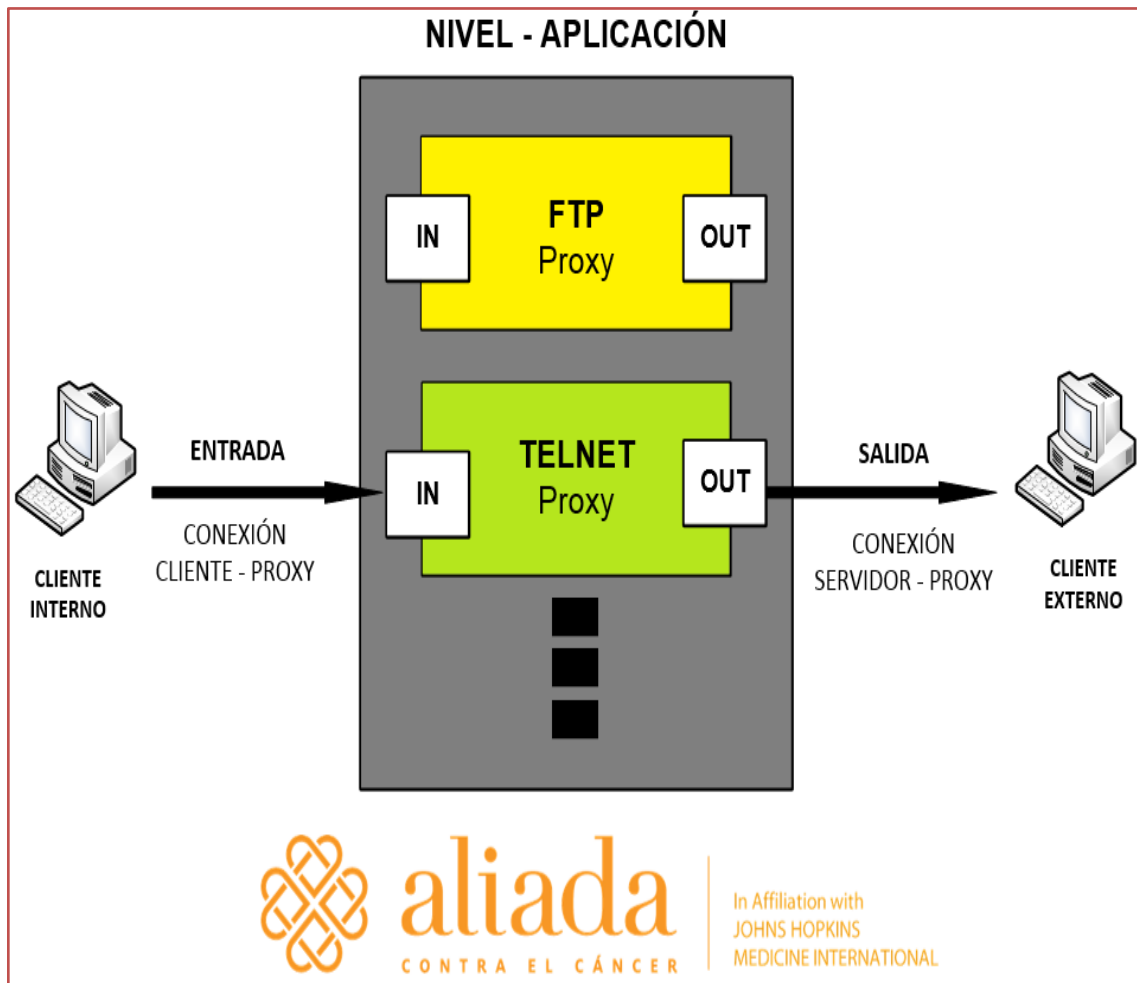 NIVEL - APLICACIÓN
FTP
Proxy
IN
OUT
TELNET
Proxy
IN
OUT
ENTRADA
CONEXIÓN
CLIENTE - PROXY
CLIENTE
INTERNO
SALIDA
CONEXIÓN
SERVIDOR - PROXY
CLIENTE
EXTERNO
aliada
CONTRA EL CÁNCER
In Affiliation with
JOHNS HOPKINS
MEDICINE INTERNATIONAL